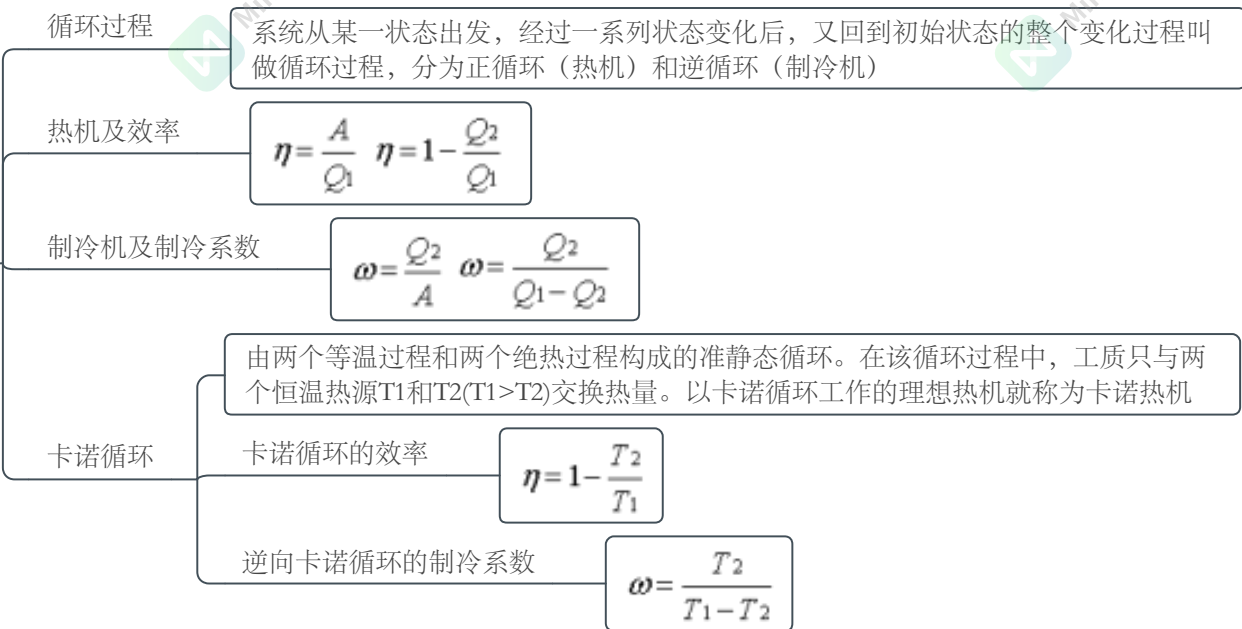 循环过程
系统从某一状态出发，经过一系列状态变化后，又回到初始状态的整个变化过程叫
做循环过程，分为正循环（热机）和逆循环（制冷机）
热机及效率
η=A/Q1 η=1-Q2/Q1
制冷机及制冷系数
ω=Q2/A ω=Q2/(Q1-Q2)
卡诺循环
由两个等温过程和两个绝热过程构成的准静态循环。在该循环过程中，工质只与两
个恒温热源T1和T2(T1>T2)交换热量。以卡诺循环工作的理想热机就称为卡诺热机
卡诺循环的效率
η=1-T2/T1
逆向卡诺循环的制冷系数
ω=T2/(T1-T2)